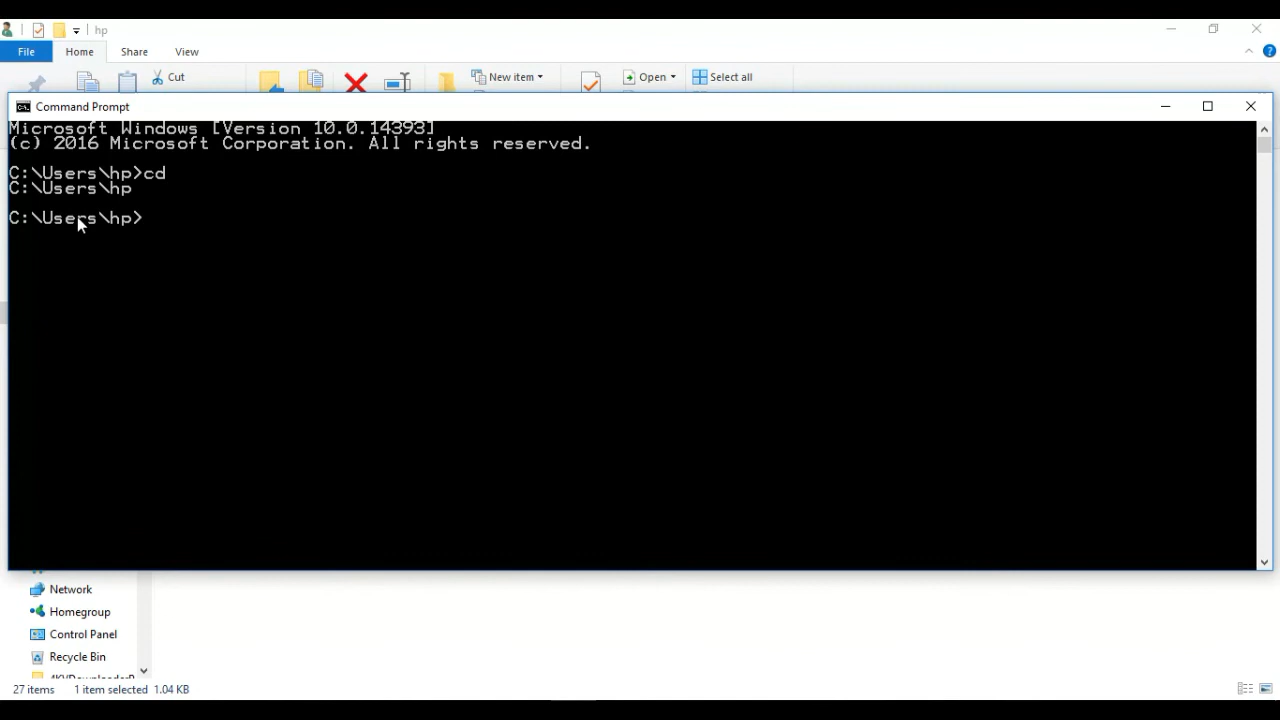 hp
File Home Share View
Cut
New item
Open
Select all
Command Prompt
Microsoft Windows [Version 10.0.14393]
(c) 2016 Microsoft Corporation. All rights reserved.
C:\Users\hp>cd
C:\Users\hp
C:\Users\hp>
Network
Homegroup
Control Panel
Recycle Bin
27 items 1 item selected 1.04 KB